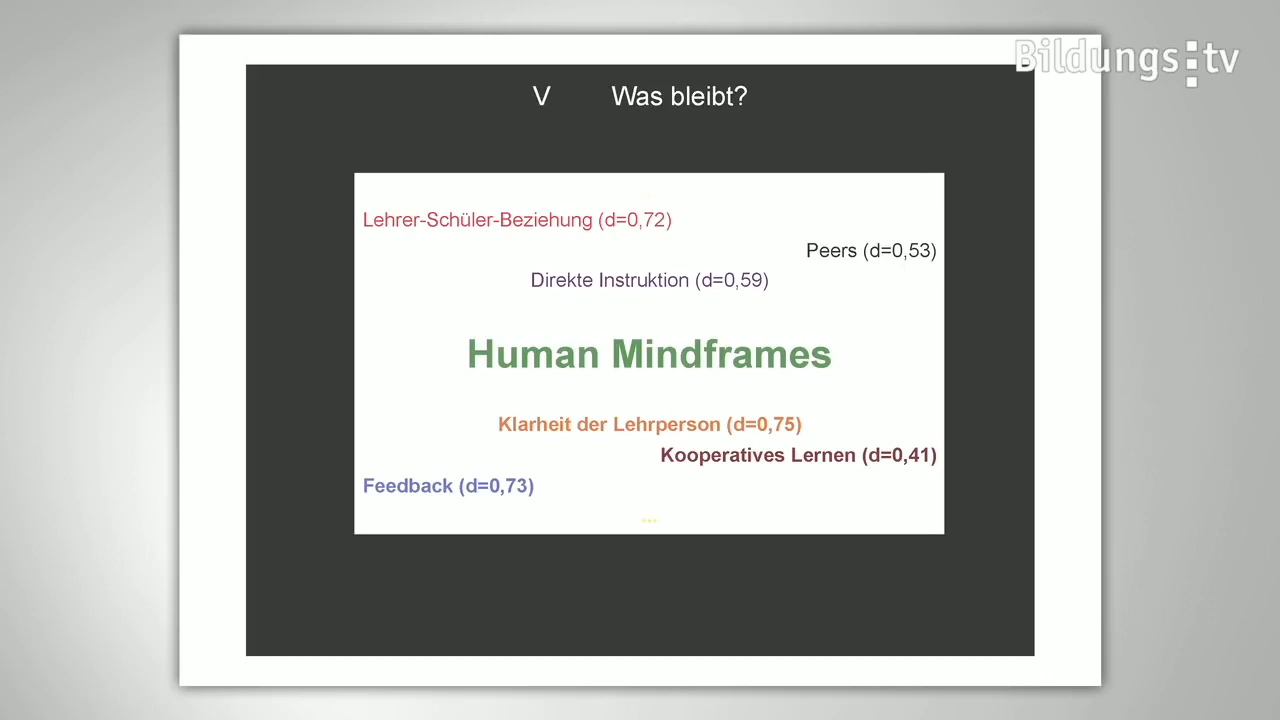 Bildungs:tv
V Was bleibt?
Lehrer-Schüler-Beziehung (d=0,72)
Peers (d=0,53)
Direkte Instruktion (d=0,59)
Human Mindframes
Klarheit der Lehrperson (d=0,75)
Kooperatives Lernen (d=0,41)
Feedback (d=0,73)
...